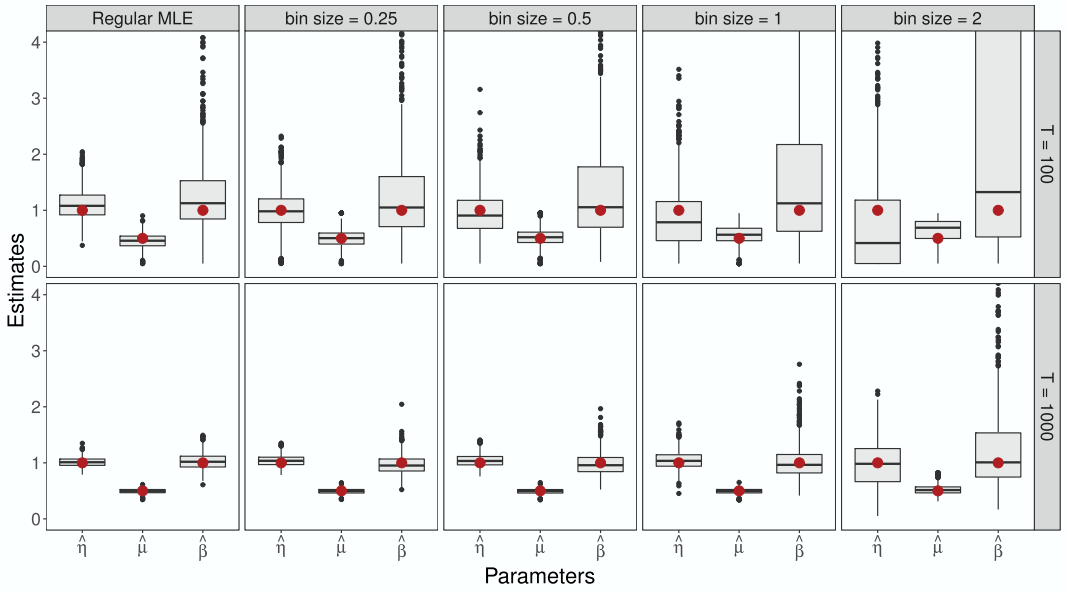 Regular MLE
bin size = 0.25
bin size = 0.5
bin size = 1
bin size = 2
4
3
2
1
0
T = 100
4
3
2
1
0
T = 1000
Estimates
η̂ μ̂ β̂ η̂ μ̂ β̂ η̂ μ̂ β̂ η̂ μ̂ β̂ η̂ μ̂ β̂
Parameters